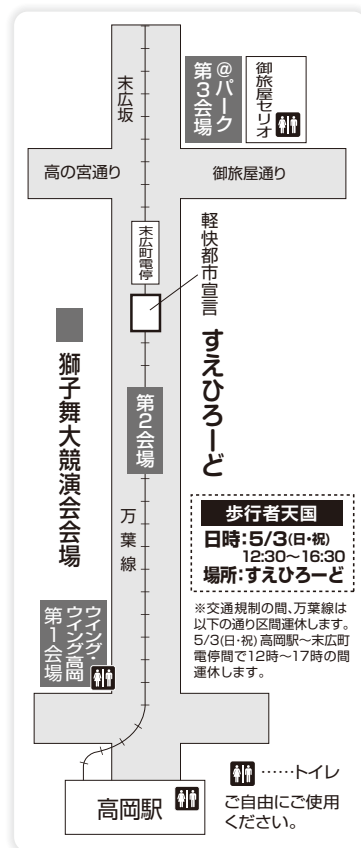 末広坂
@パーク
第3会場
御旅屋セリオ
高の宮通り
御旅屋通り
末広町電停
軽快都市宣言
すえひろーど
獅子舞大競演会会場
第2会場
万葉線
歩行者天国
日時:5/3(日・祝)
12:30〜16:30
場所:すえひろーど
※交通規制の間、万葉線は
以下の通り区間運休します。
5/3(日・祝)高岡駅〜末広町
電停間で12時〜17時の間
運休します。
ウイング・
ウイング高岡
第1会場
高岡駅
……トイレ
ご自由にご使用
ください。